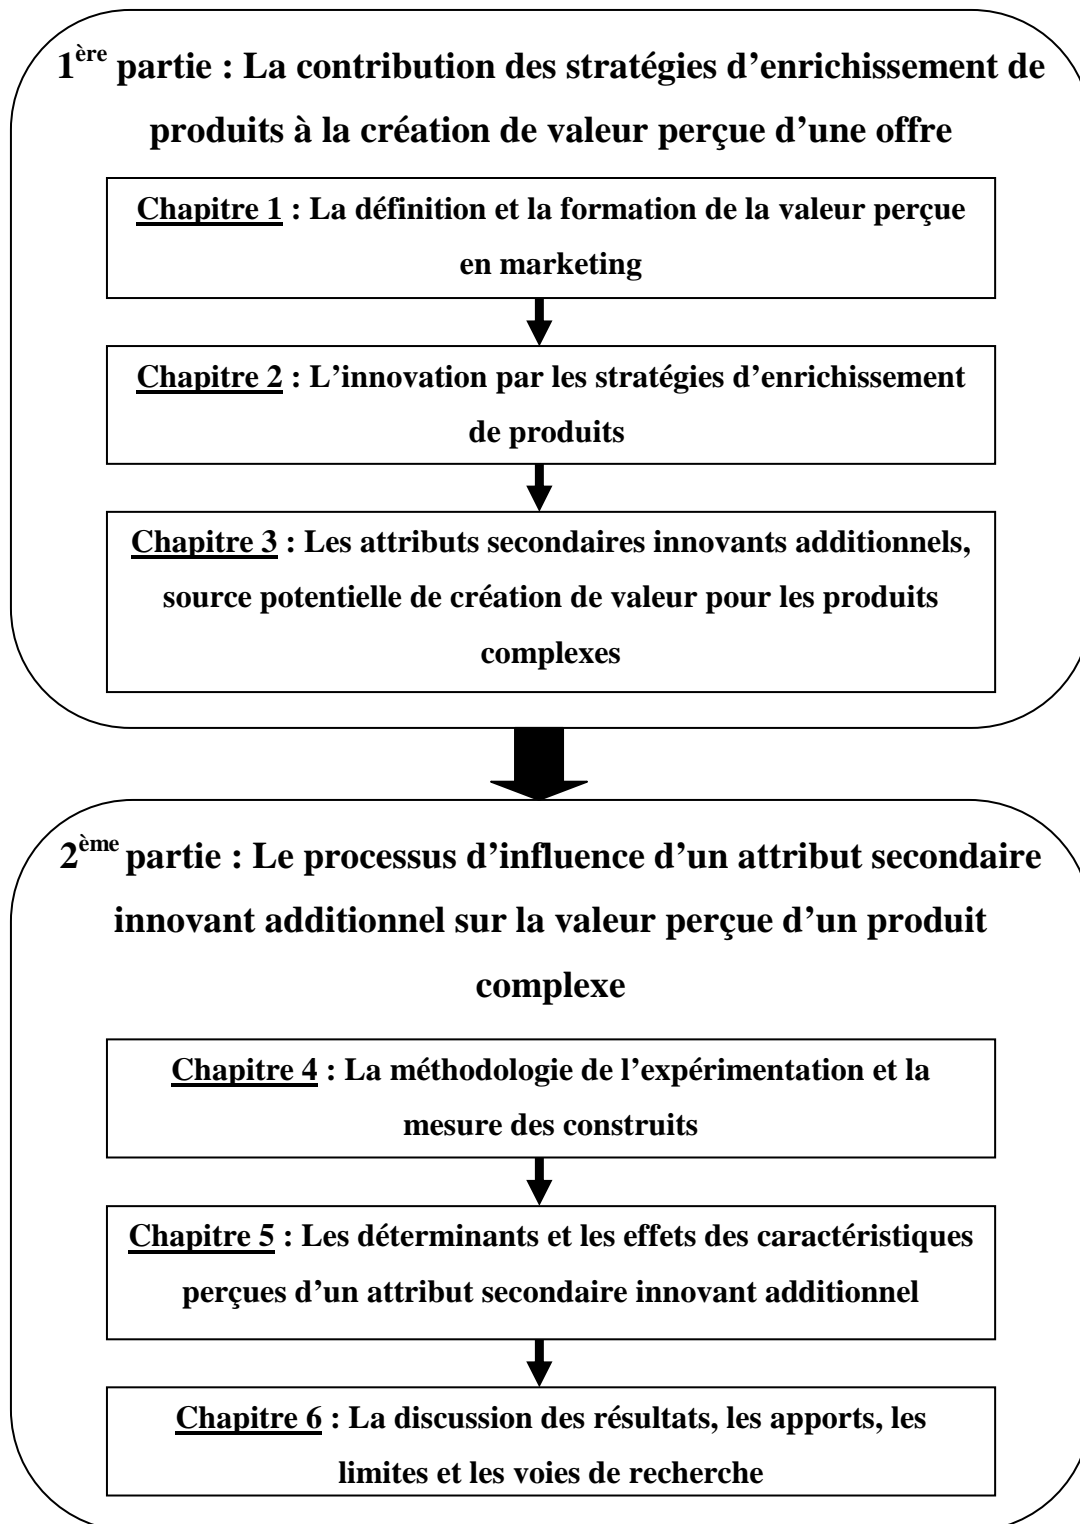 1ère partie : La contribution des stratégies d’enrichissement de
produits à la création de valeur perçue d’une offre
Chapitre 1 : La définition et la formation de la valeur perçue
en marketing
Chapitre 2 : L’innovation par les stratégies d’enrichissement
de produits
Chapitre 3 : Les attributs secondaires innovants additionnels,
source potentielle de création de valeur pour les produits
complexes
2ème partie : Le processus d’influence d’un attribut secondaire
innovant additionnel sur la valeur perçue d’un produit
complexe
Chapitre 4 : La méthodologie de l’expérimentation et la
mesure des construits
Chapitre 5 : Les déterminants et les effets des caractéristiques
perçues d’un attribut secondaire innovant additionnel
Chapitre 6 : La discussion des résultats, les apports, les
limites et les voies de recherche